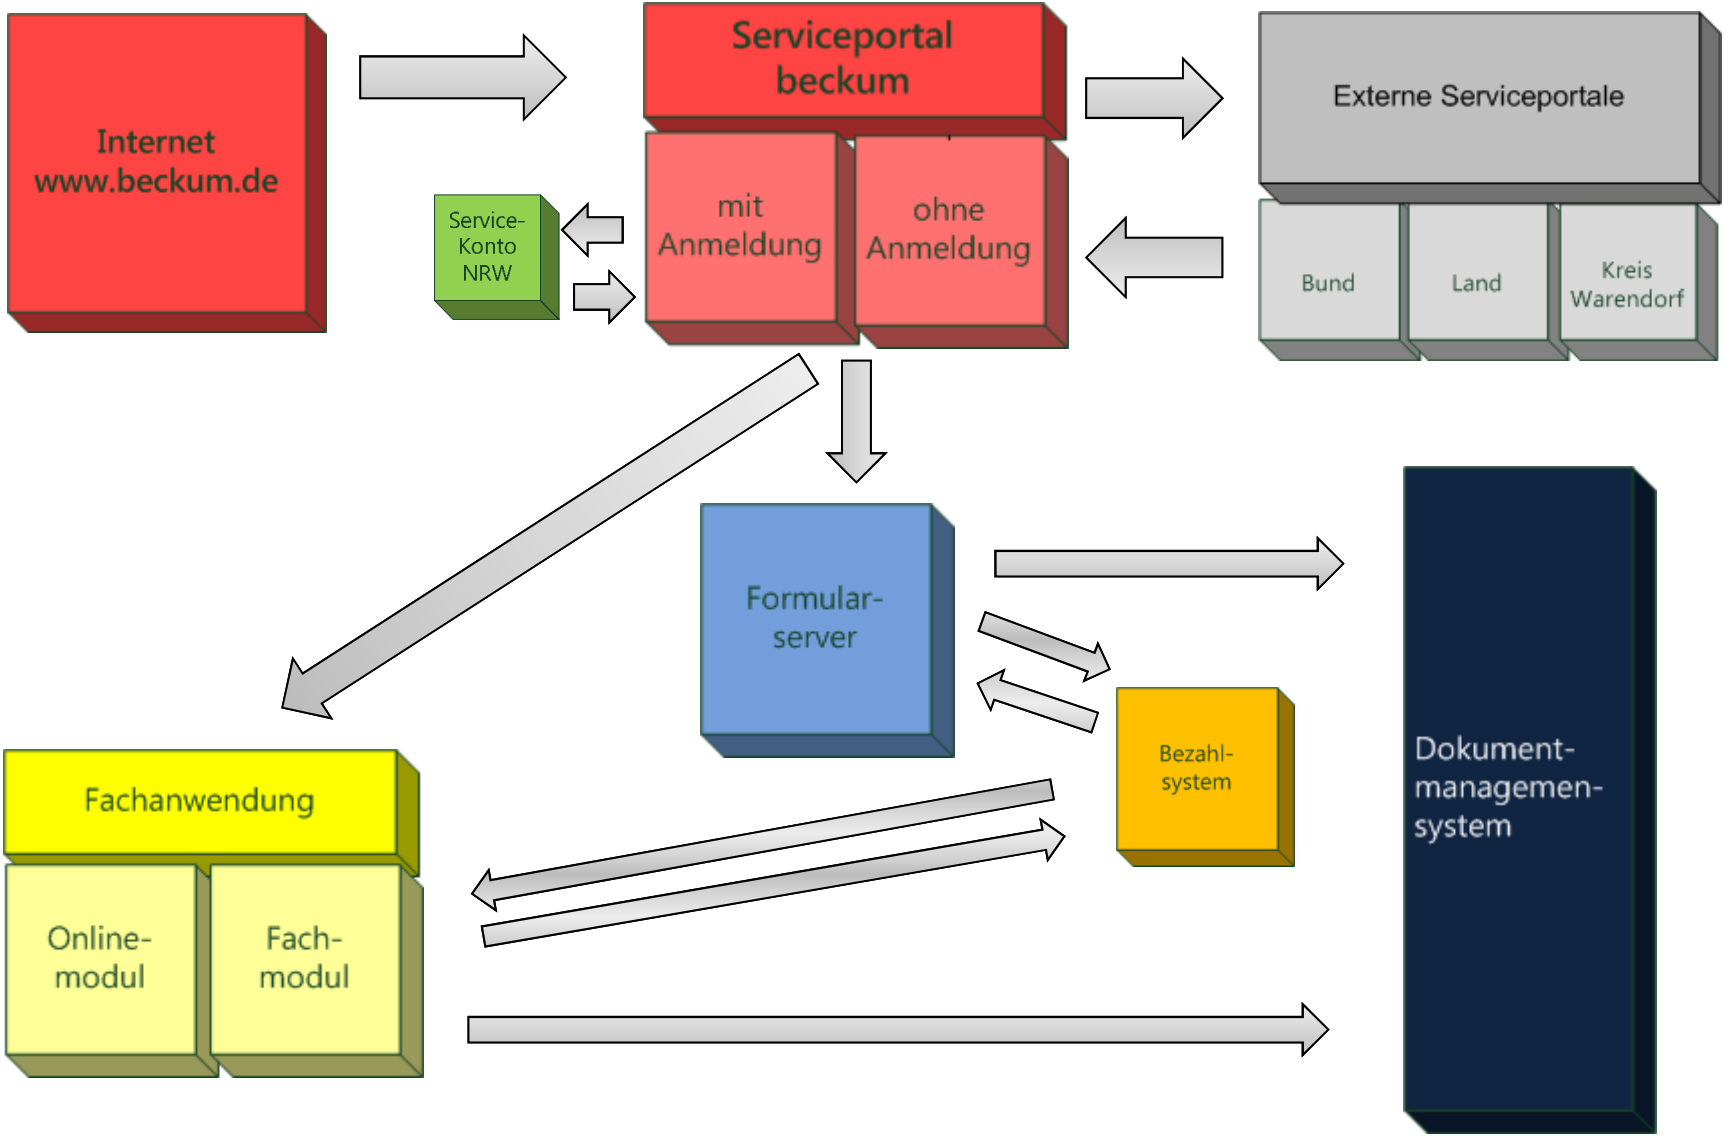 Internet
www.beckum.de
Serviceportal
beckum
Externe Serviceportale
Service-
Konto
NRW
mit
Anmeldung
ohne
Anmeldung
Bund
Land
Kreis
Warendorf
Formular-
server
Bezahl-
system
Dokument-
managemen-
system
Fachanwendung
Online-
modul
Fach-
modul